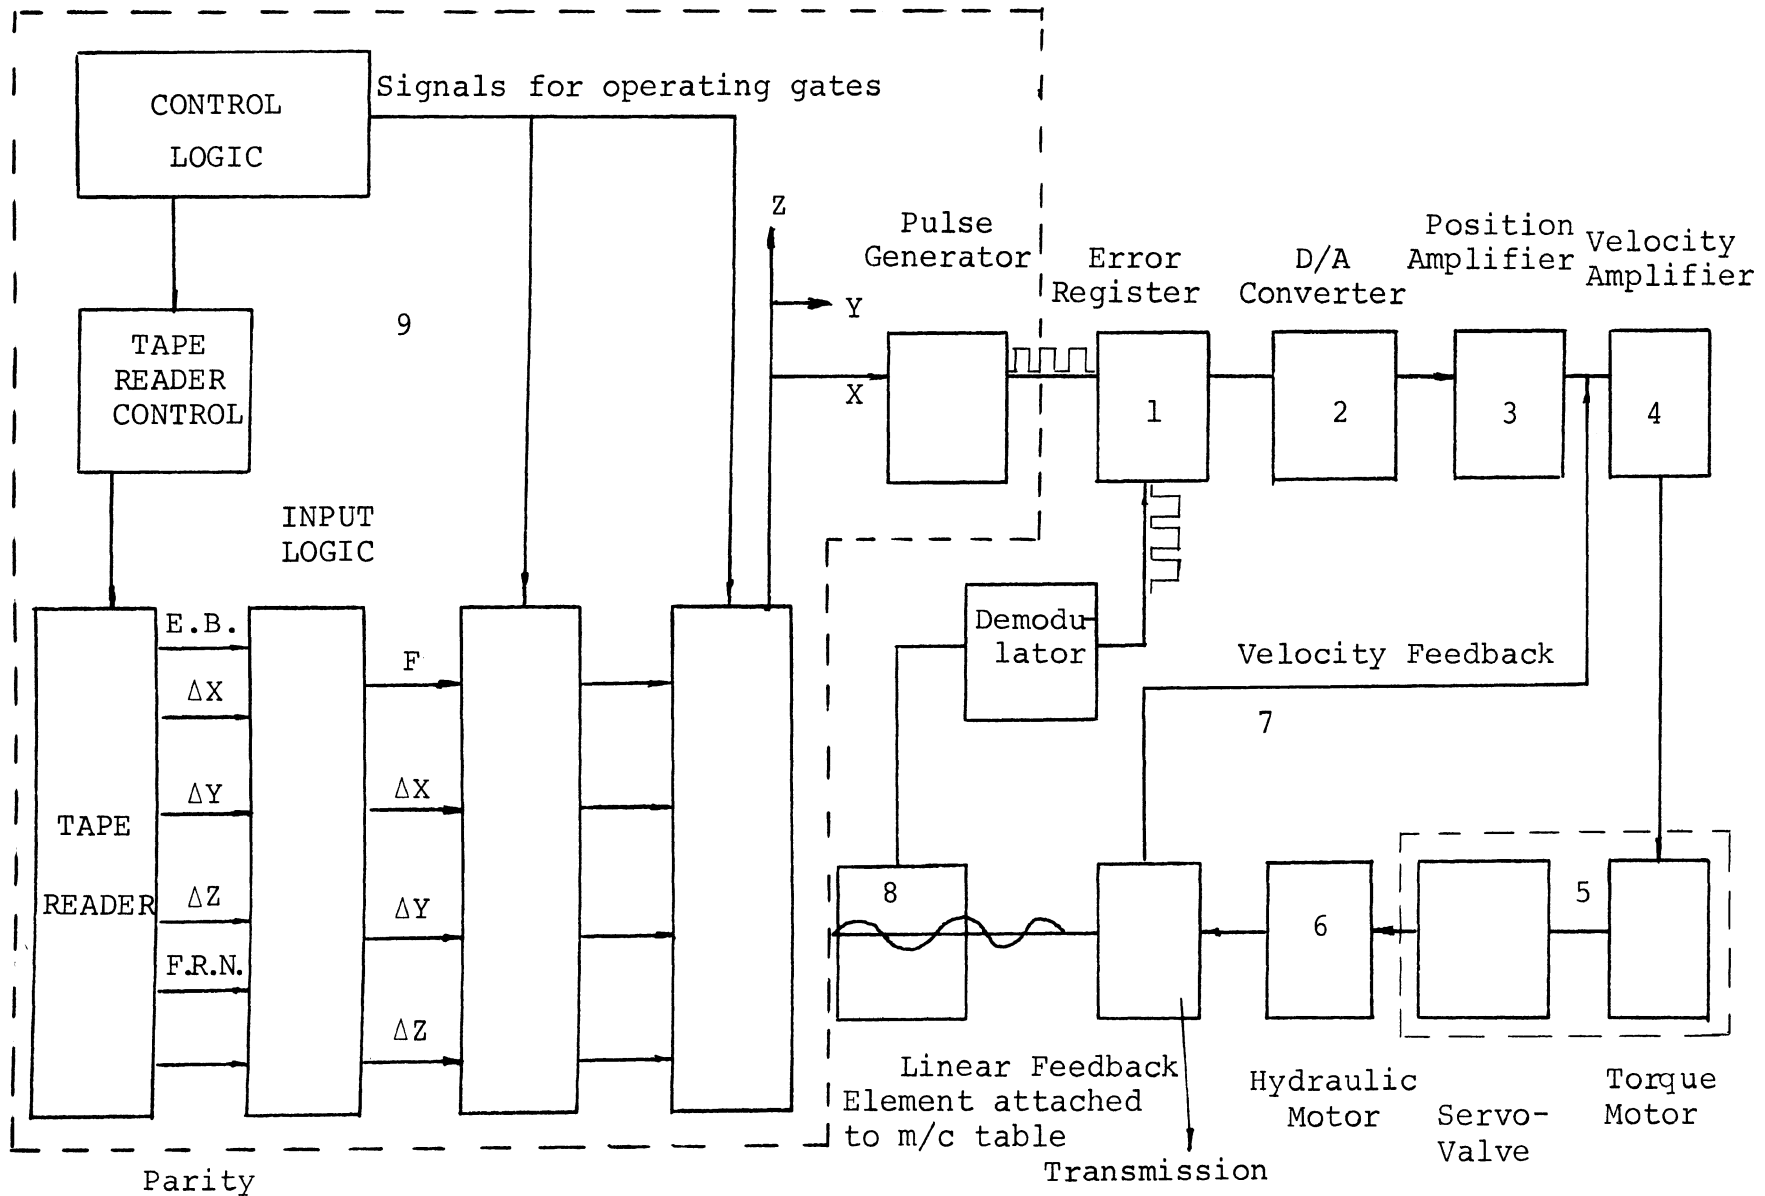 CONTROL
LOGIC
Signals for operating gates
TAPE
READER
CONTROL
9
INPUT
LOGIC
Z
Y
X
Pulse
Generator
Error
Register
D/A
Converter
Position
Amplifier
Velocity
Amplifier
1
2
3
4
Demodu-
lator
Velocity Feedback
7
TAPE
READER
E.B.
ΔX
ΔY
ΔZ
F.R.N.
F
ΔX
ΔY
ΔZ
8
6
5
Linear Feedback
Element attached
to m/c table
Transmission
Hydraulic
Motor
Servo-
Valve
Torque
Motor
Parity